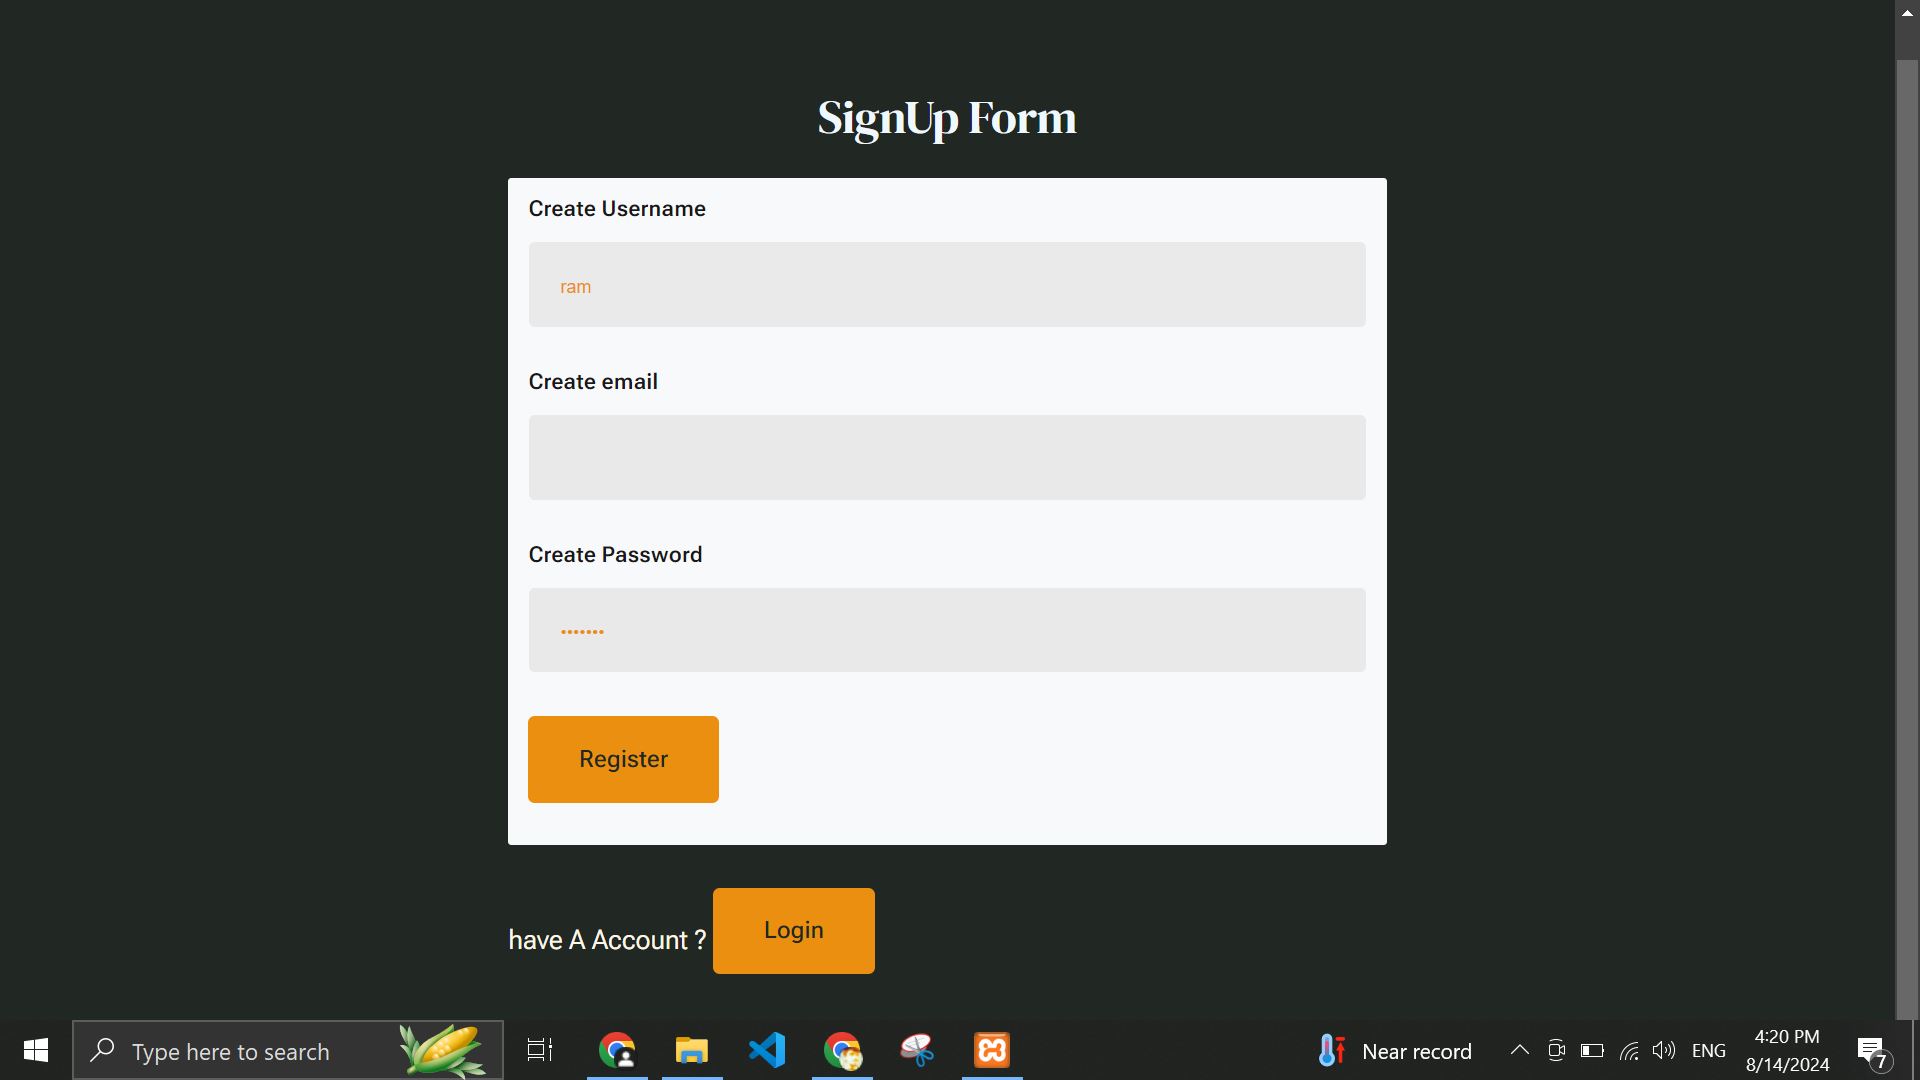 SignUp Form
Create Username
ram
Create email
Create Password
•••••••
Register
have A Account ? Login
Type here to search
Near record
ENG
4:20 PM
8/14/2024
7